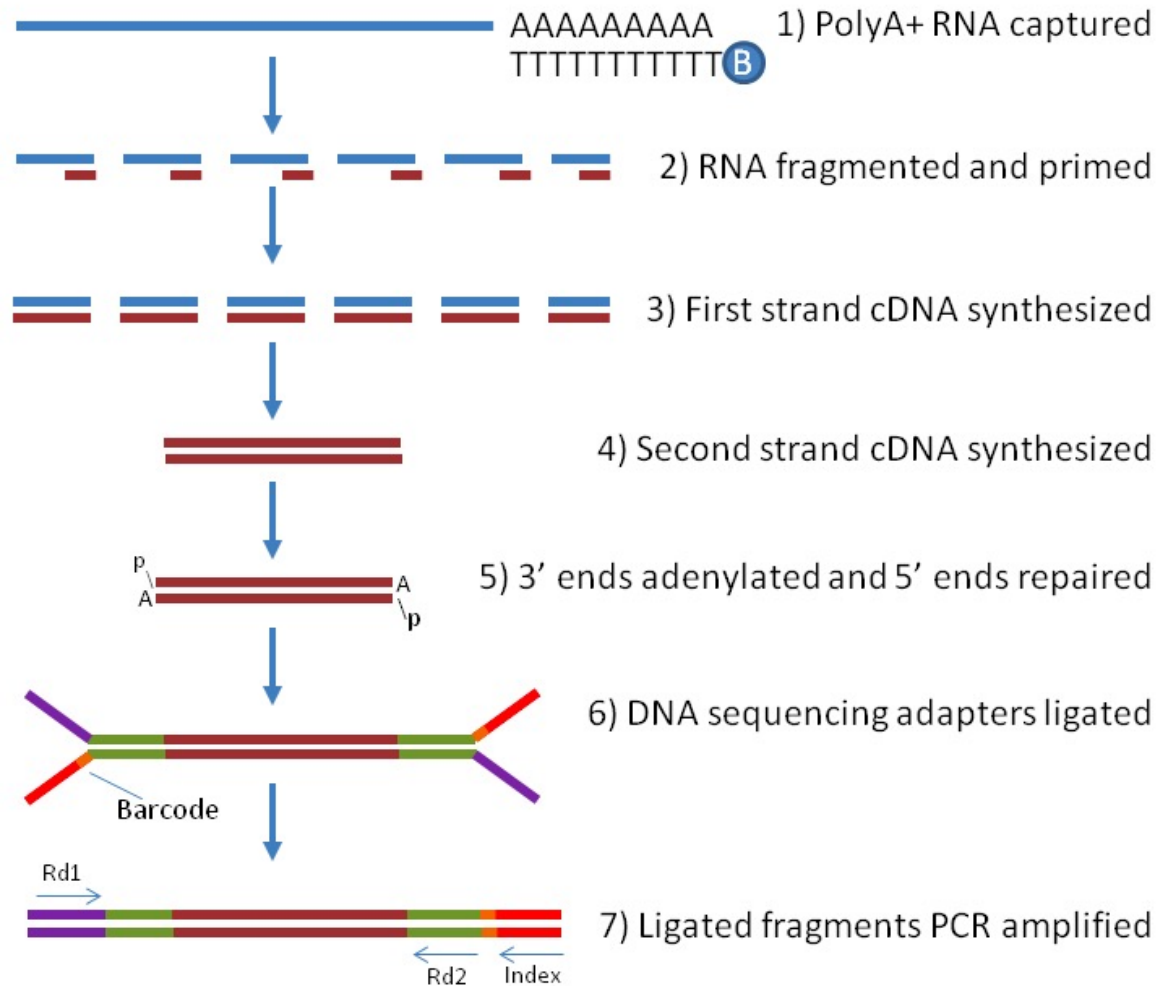 AAAAAAAAA
1) PolyA+ RNA captured
TTTTTTTTTTT B
2) RNA fragmented and primed
3) First strand cDNA synthesized
4) Second strand cDNA synthesized
p
A
5) 3’ ends adenylated and 5’ ends repaired
A
p
6) DNA sequencing adapters ligated
Barcode
Rd1
7) Ligated fragments PCR amplified
Rd2
Index